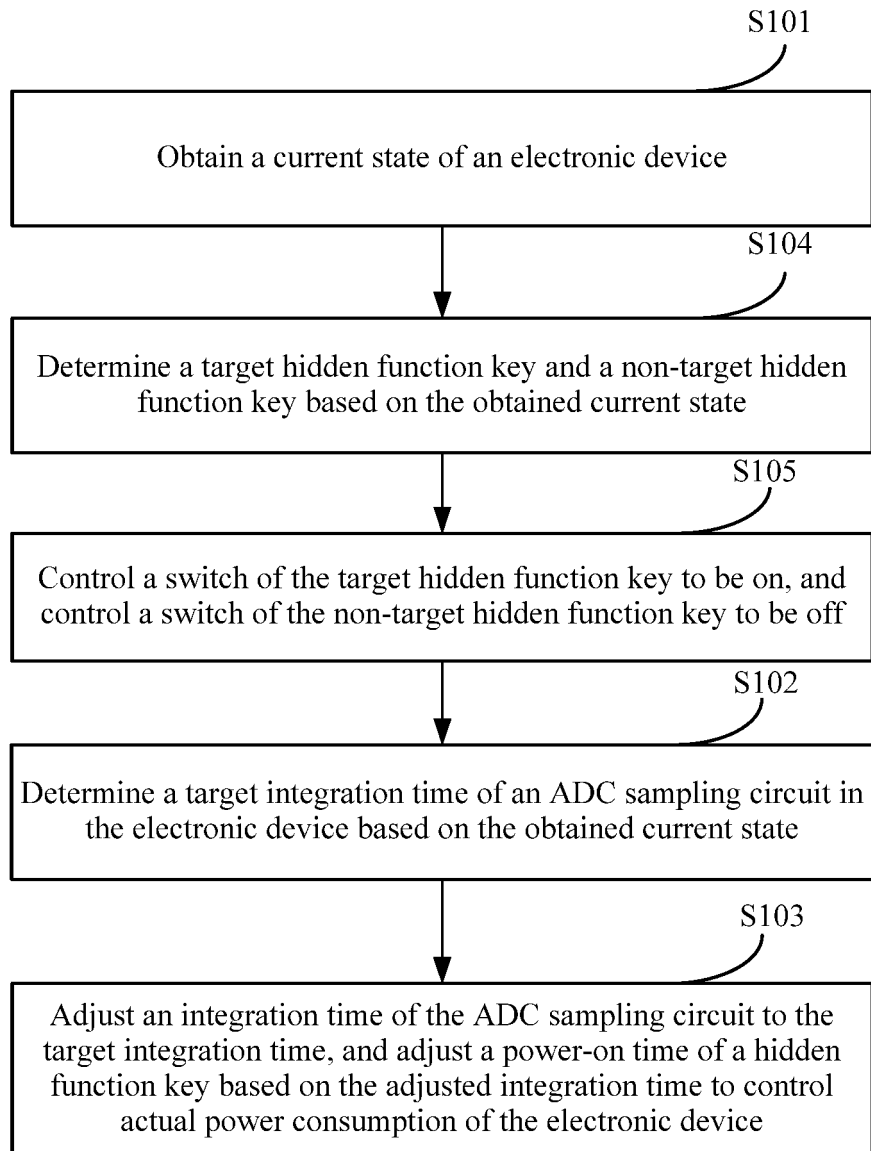 S101
Obtain a current state of an electronic device
S104
Determine a target hidden function key and a non-target hidden
function key based on the obtained current state
S105
Control a switch of the target hidden function key to be on, and
control a switch of the non-target hidden function key to be off
S102
Determine a target integration time of an ADC sampling circuit in
the electronic device based on the obtained current state
S103
Adjust an integration time of the ADC sampling circuit to the
target integration time, and adjust a power-on time of a hidden
function key based on the adjusted integration time to control
actual power consumption of the electronic device